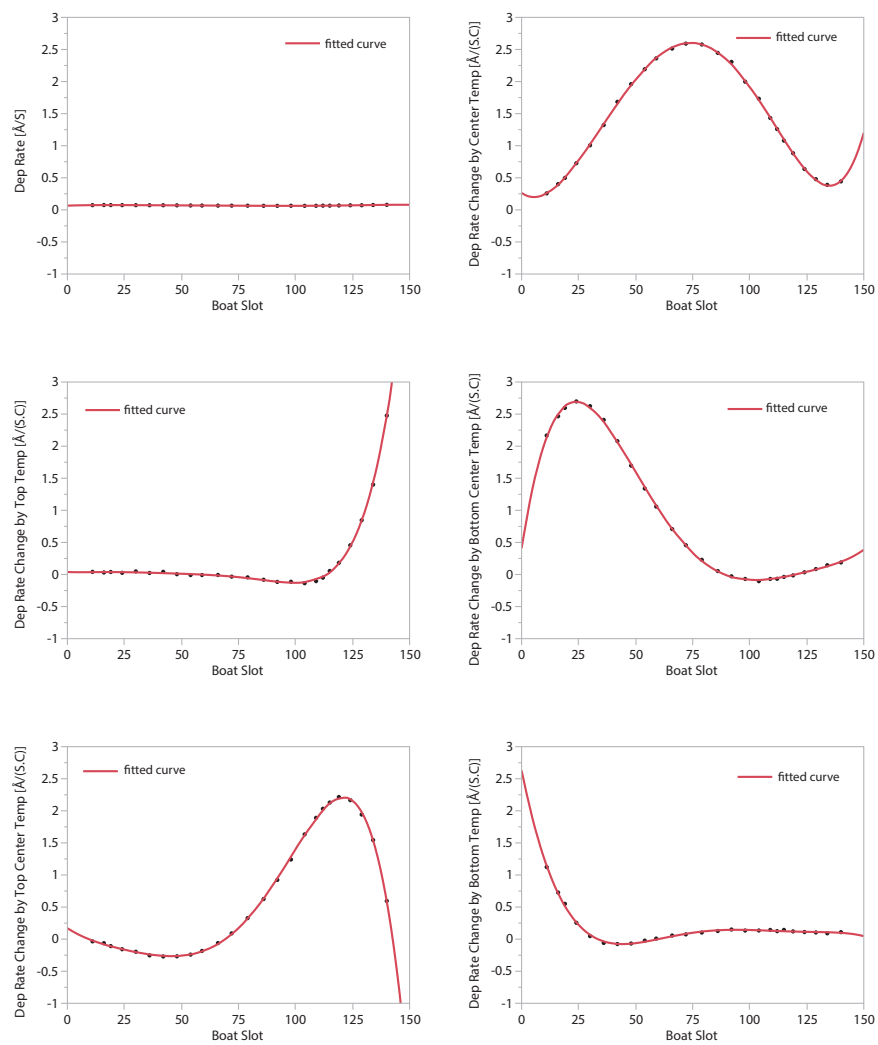 Dep Rate [Å/S]
3
2.5
2
1.5
1
0.5
0
-0.5
-1
fitted curve
0 25 50 75 100 125 150
Boat Slot
Dep Rate Change by Center Temp [Å/(S.C)]
3
2.5
2
1.5
1
0.5
0
-0.5
-1
fitted curve
0 25 50 75 100 125 150
Boat Slot
Dep Rate Change by Top Temp [Å/(S.C)]
3
2.5
2
1.5
1
0.5
0
-0.5
-1
fitted curve
0 25 50 75 100 125 150
Boat Slot
Dep Rate Change by Bottom Center Temp [Å/(S.C)]
3
2.5
2
1.5
1
0.5
0
-0.5
-1
fitted curve
0 25 50 75 100 125 150
Boat Slot
Dep Rate Change by Top Center Temp [Å/(S.C)]
3
2.5
2
1.5
1
0.5
0
-0.5
-1
fitted curve
0 25 50 75 100 125 150
Boat Slot
Dep Rate Change by Bottom Temp [Å/(S.C)]
3
2.5
2
1.5
1
0.5
0
-0.5
-1
fitted curve
0 25 50 75 100 125 150
Boat Slot